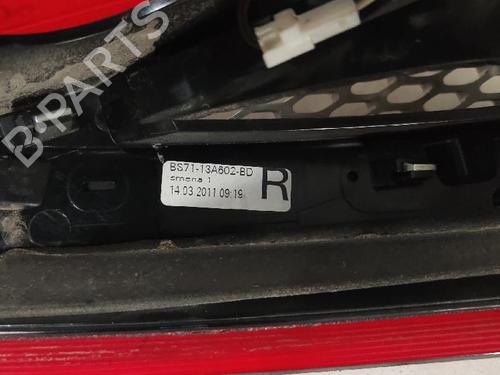 B-PARTS
BS71-13A602-BD
smena 1
14.03.2011 09:19
R